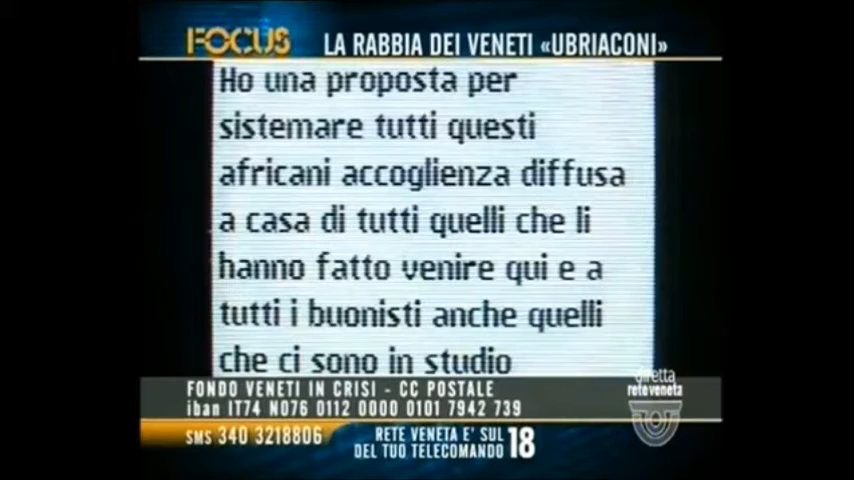 FOCUS LA RABBIA DEI VENETI «UBRIACONI»
Ho una proposta per
sistemare tutti questi
africani accoglienza diffusa
a casa di tutti quelli che li
hanno fatto venire qui e a
tutti i buonisti anche quelli
che ci sono in studio
diretta
reteveneta
FONDO VENETI IN CRISI - CC POSTALE
iban IT74 N076 0112 0000 0101 7942 739
SMS 340 3218806
RETE VENETA E' SUL
DEL TUO TELECOMANDO 18